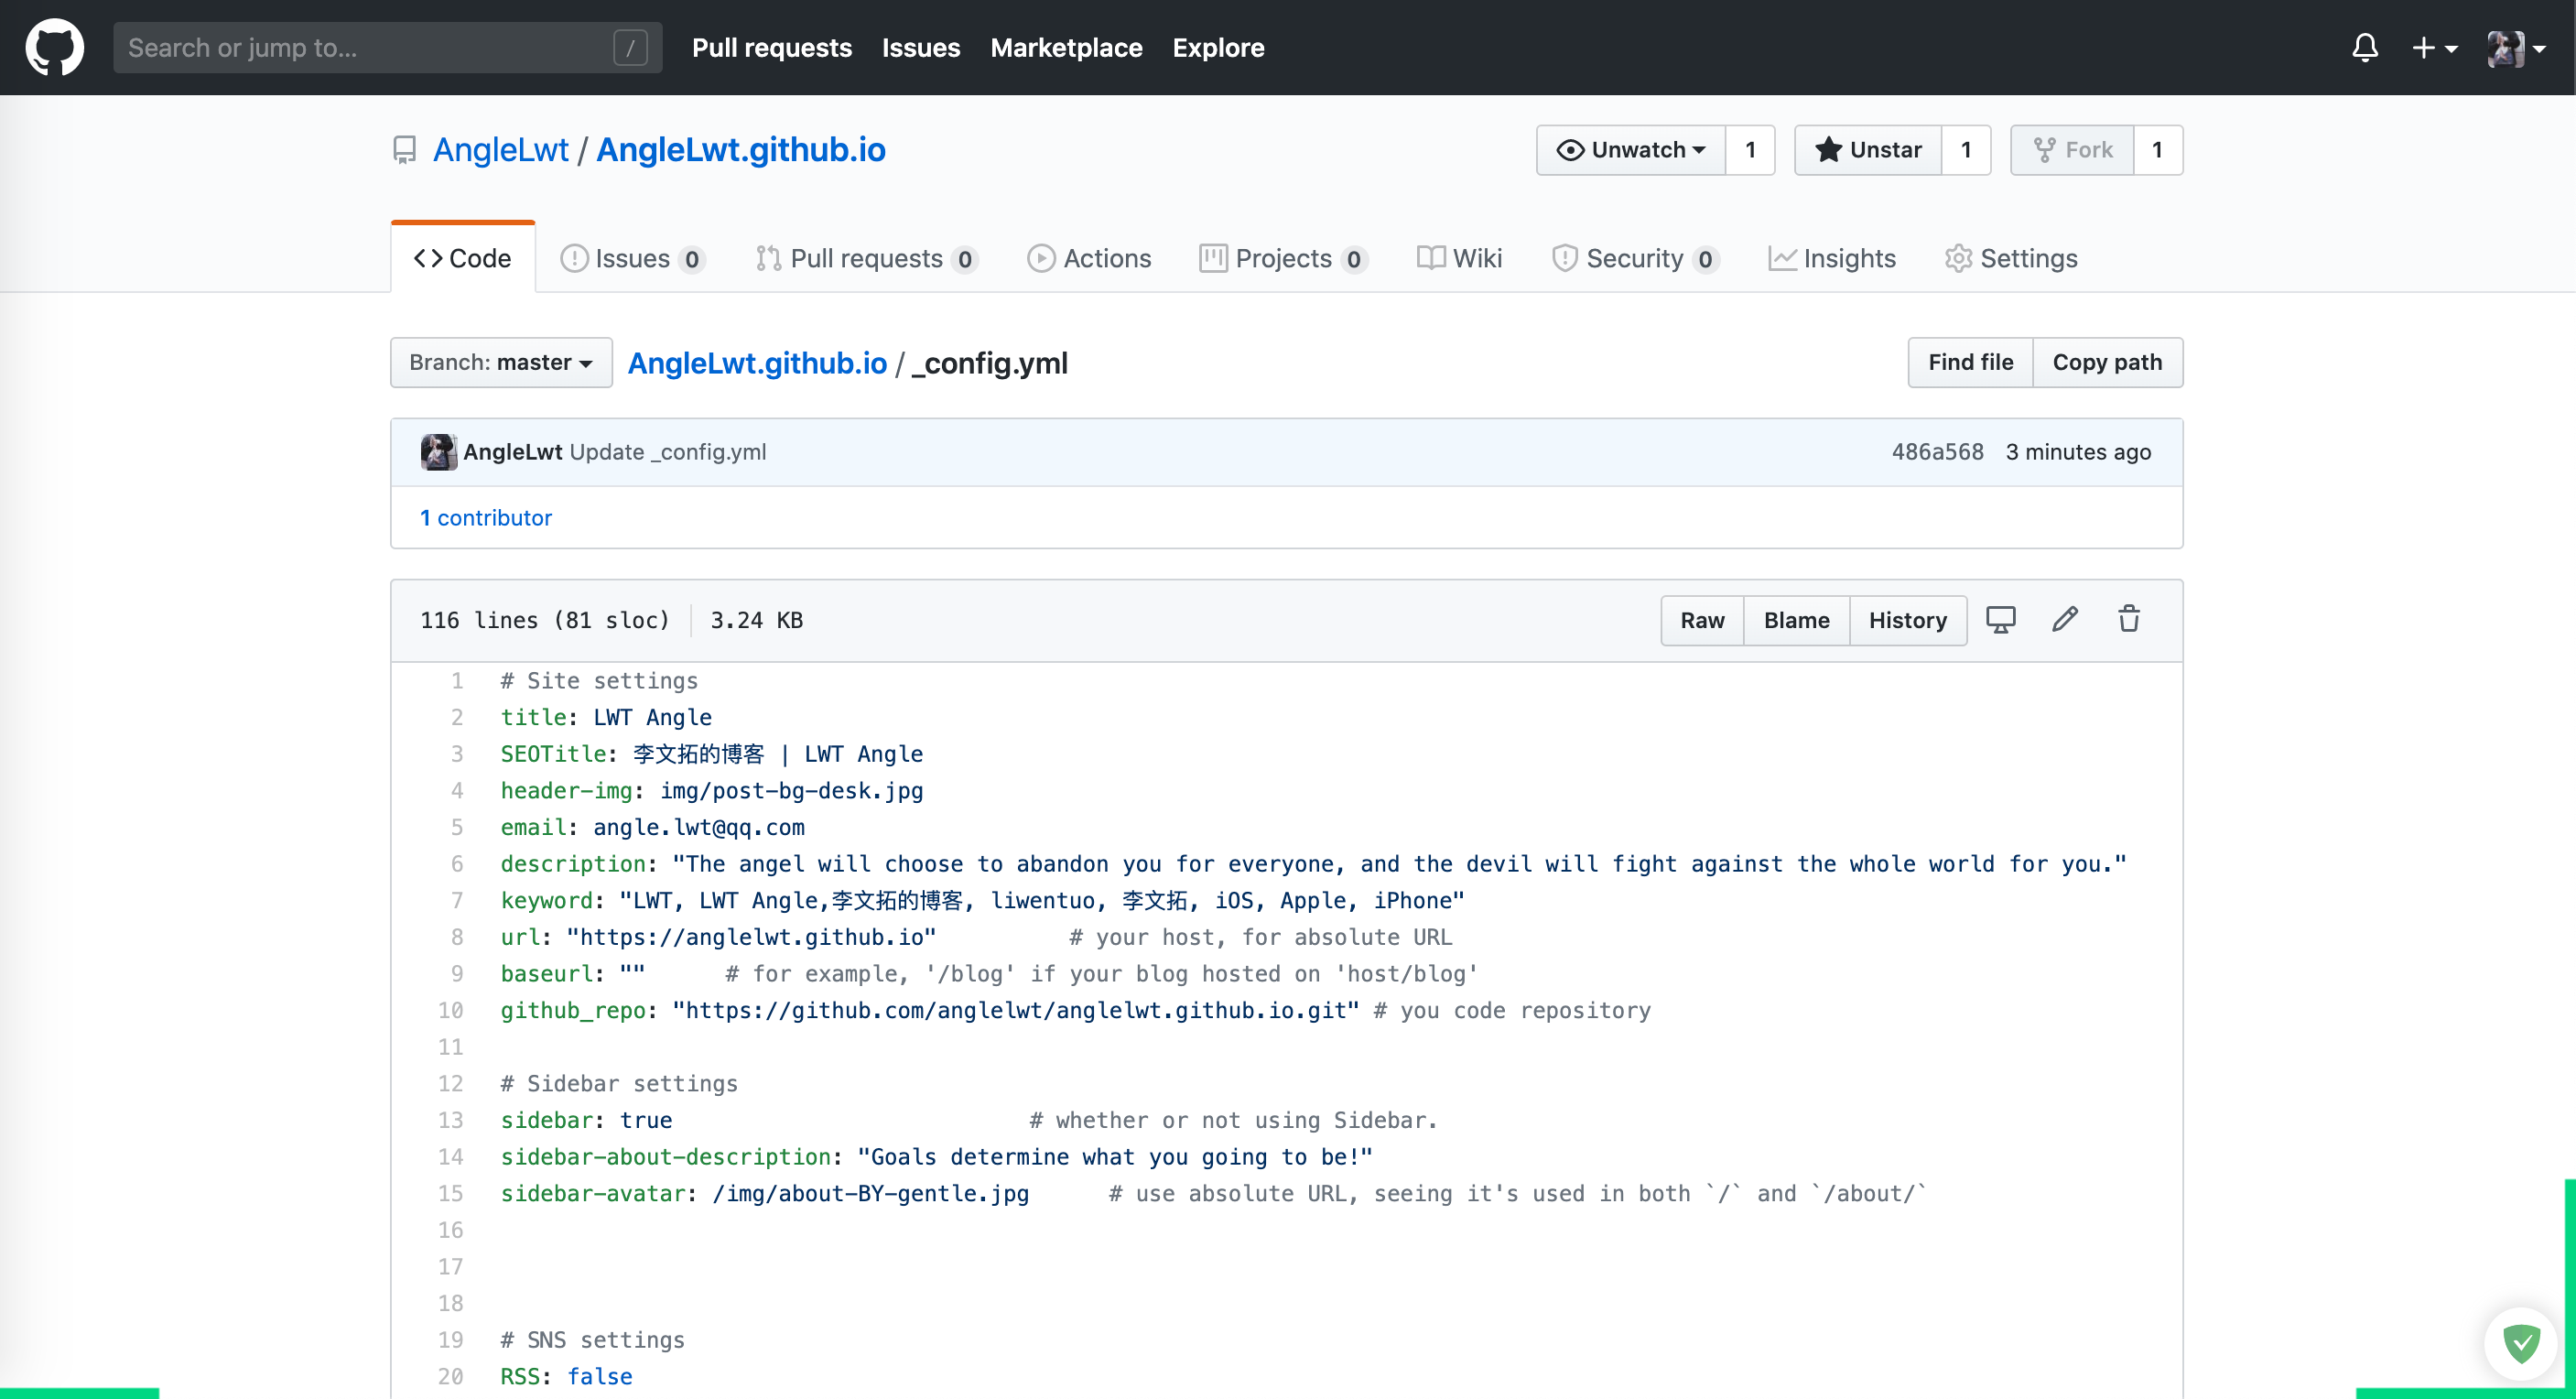 Search or jump to... /
Pull requests Issues Marketplace Explore
AngleLwt / AngleLwt.github.io
Unwatch 1 Unstar 1 Fork 1
Code Issues 0 Pull requests 0 Actions Projects 0 Wiki Security 0 Insights Settings
Branch: master AngleLwt.github.io / _config.yml Find file Copy path
AngleLwt Update _config.yml 486a568 3 minutes ago
1 contributor
116 lines (81 sloc) 3.24 KB Raw Blame History
1 # Site settings
2 title: LWT Angle
3 SEOTitle: 李文拓的博客 | LWT Angle
4 header-img: img/post-bg-desk.jpg
5 email: angle.lwt@qq.com
6 description: "The angel will choose to abandon you for everyone, and the devil will fight against the whole world for you."
7 keyword: "LWT, LWT Angle,李文拓的博客, liwentuo, 李文拓, iOS, Apple, iPhone"
8 url: "https://anglelwt.github.io" # your host, for absolute URL
9 baseurl: "" # for example, '/blog' if your blog hosted on 'host/blog'
10 github_repo: "https://github.com/anglelwt/anglelwt.github.io.git" # you code repository
11
12 # Sidebar settings
13 sidebar: true # whether or not using Sidebar.
14 sidebar-about-description: "Goals determine what you going to be!"
15 sidebar-avatar: /img/about-BY-gentle.jpg # use absolute URL, seeing it's used in both `/` and `/about/`
16
17
18
19 # SNS settings
20 RSS: false